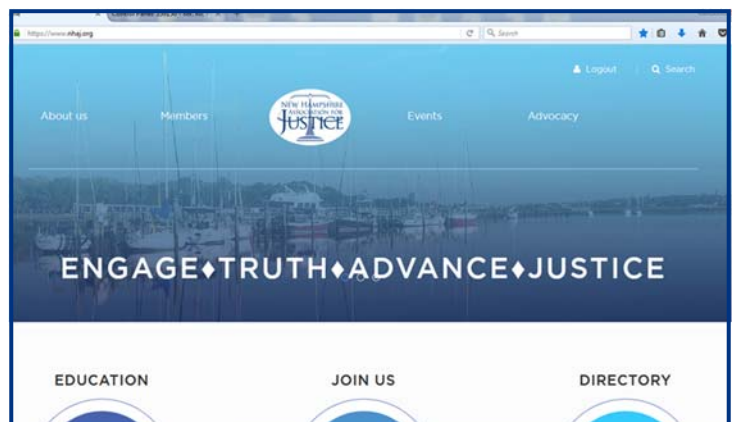 https://www.nhaj.org
Search
Logout
Search
About us
Members
NEW HAMPSHIRE
ASSOCIATION FOR
JUSTICE
Events
Advocacy
ENGAGE♦TRUTH♦ADVANCE♦JUSTICE
EDUCATION
JOIN US
DIRECTORY